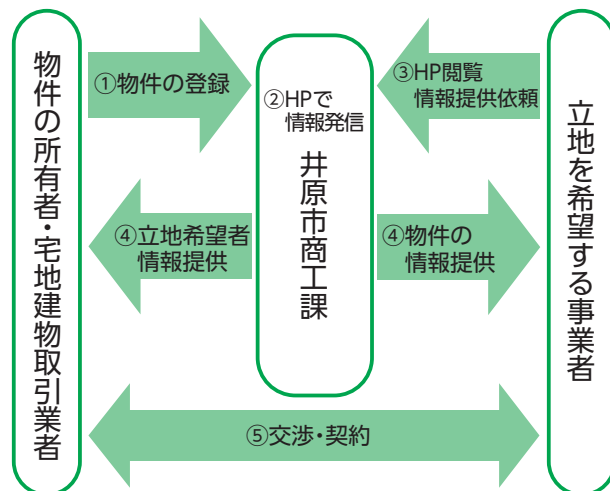 物件の所有者・宅地建物取引業者
①物件の登録
②HPで
情報発信
井原市商工課
③HP閲覧
情報提供依頼
④立地希望者
情報提供
④物件の
情報提供
⑤交渉・契約
立地を希望する事業者